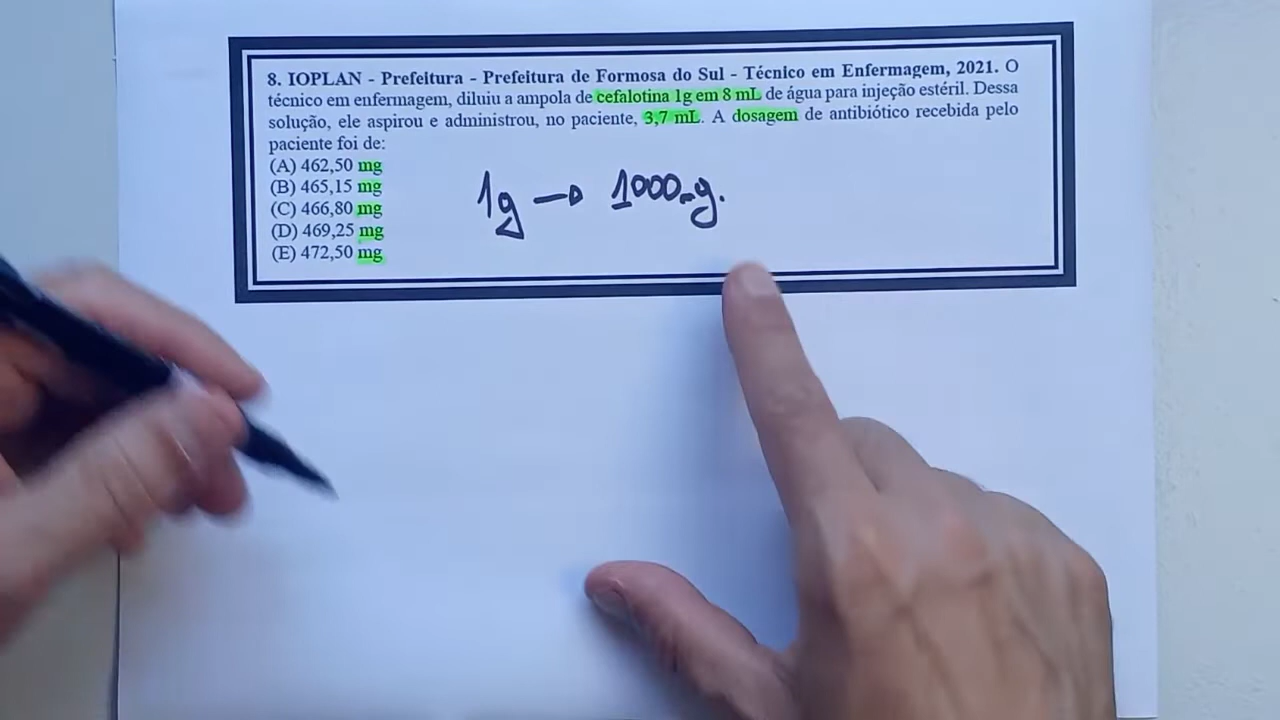 8. IOPLAN - Prefeitura - Prefeitura de Formosa do Sul - Técnico em Enfermagem, 2021. O
técnico em enfermagem, diluiu a ampola de cefalotina 1g em 8 mL de água para injeção estéril. Dessa
solução, ele aspirou e administrou, no paciente, 3,7 mL. A dosagem de antibiótico recebida pelo
paciente foi de:
(A) 462,50 mg
(B) 465,15 mg
(C) 466,80 mg
(D) 469,25 mg
(E) 472,50 mg
1g → 1000mg.